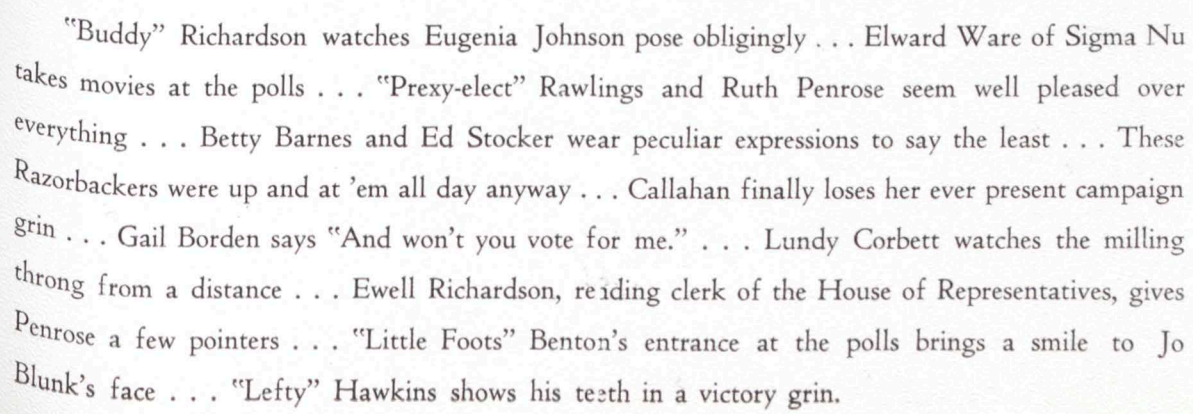 "Buddy" Richardson watches Eugenia Johnson pose obligingly . . . Elward Ware of Sigma Nu
takes movies at the polls . . . "Prexy-elect" Rawlings and Ruth Penrose seem well pleased over
everything . . . Betty Barnes and Ed Stocker wear peculiar expressions to say the least . . . These
Razorbackers were up and at 'em all day anyway . . . Callahan finally loses her ever present campaign
grin . . . Gail Borden says "And won't you vote for me." . . . Lundy Corbett watches the milling
throng from a distance . . . Ewell Richardson, reading clerk of the House of Representatives, gives
Penrose a few pointers . . . "Little Foots" Benton's entrance at the polls brings a smile to Jo
Blunk's face . . . "Lefty" Hawkins shows his teeth in a victory grin.